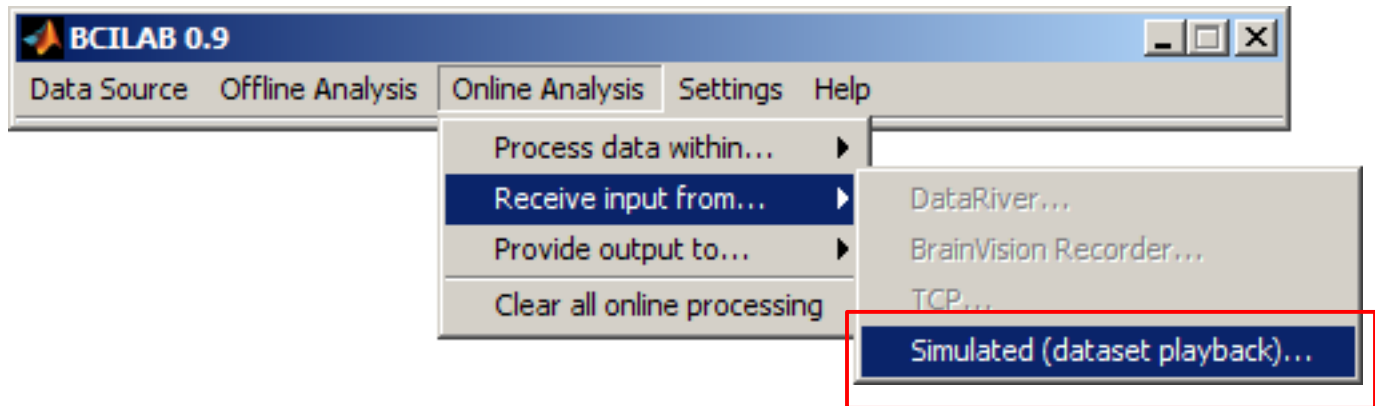 BCILAB 0.9
Data Source Offline Analysis Online Analysis Settings Help
Process data within...
Receive input from...
Provide output to...
Clear all online processing
DataRiver...
BrainVision Recorder...
TCP...
Simulated (dataset playback)...